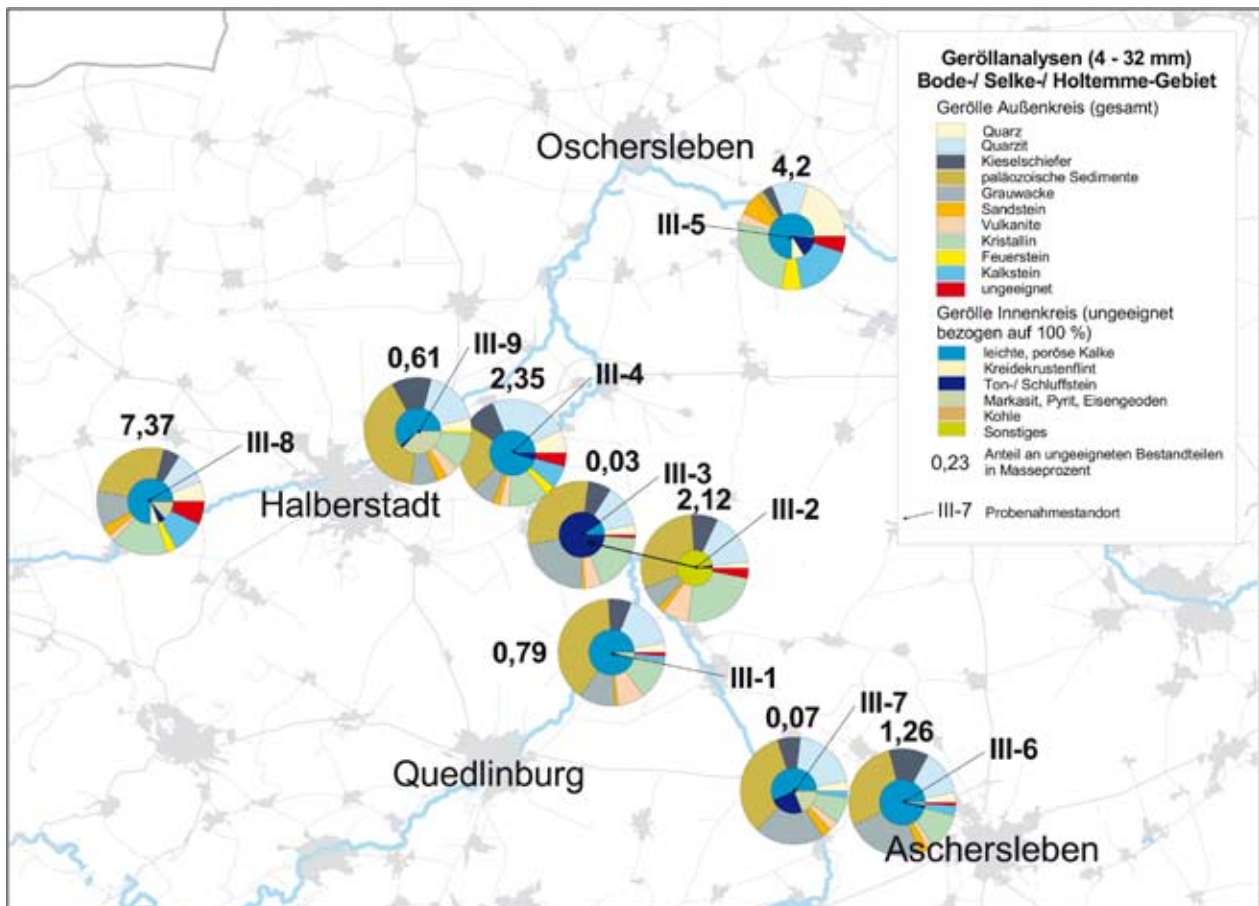 Geröllanalysen (4 - 32 mm)
Bode-/ Selke-/ Holtemme-Gebiet
Gerölle Außenkreis (gesamt)
Quarz
Quarzit
Kieselschiefer
paläozoische Sedimente
Grauwacke
Sandstein
Vulkanite
Kristallin
Feuerstein
Kalkstein
ungeeignet
Gerölle Innenkreis (ungeeignet
bezogen auf 100 %)
leichte, poröse Kalke
Kreidekrustenflint
Ton-/ Schluffstein
Markasit, Pyrit, Eisengeoden
Kohle
Sonstiges
0,23 Anteil an ungeeigneten Bestandteilen
in Masseprozent
III-7 Probenahmestandort
Oschersleben
4,2
III-5
0,61
III-9
2,35
III-4
7,37
III-8
Halberstadt
0,03
III-3
2,12
III-2
0,79
III-1
Quedlinburg
0,07
III-7
1,26
III-6
Aschersleben